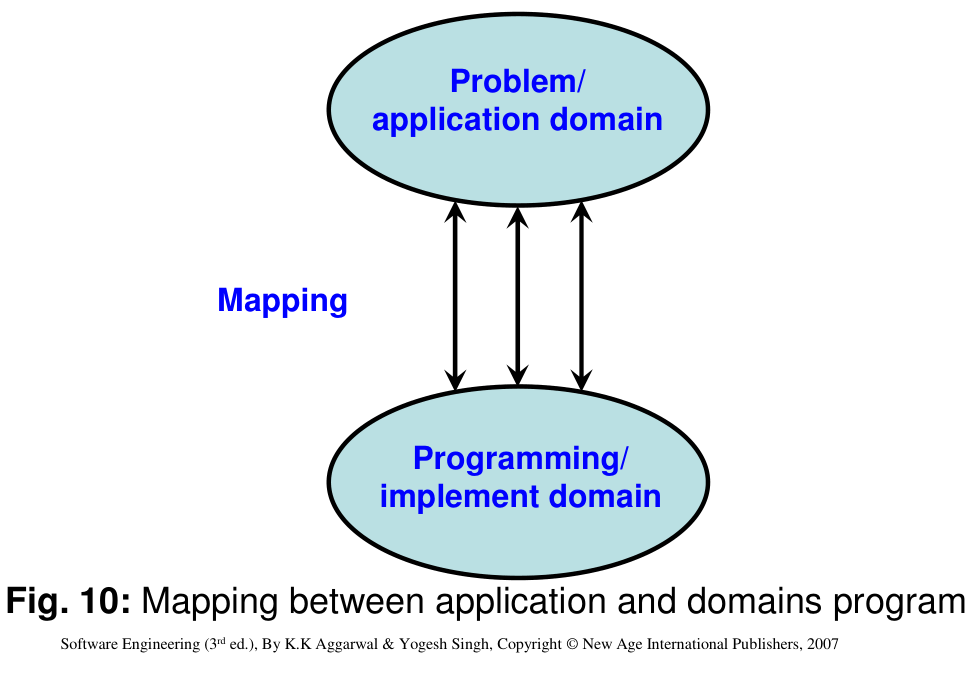 Problem/
application domain
Mapping
Programming/
implement domain
Fig. 10: Mapping between application and domains program
Software Engineering (3rd ed.), By K.K Aggarwal & Yogesh Singh, Copyright © New Age International Publishers, 2007